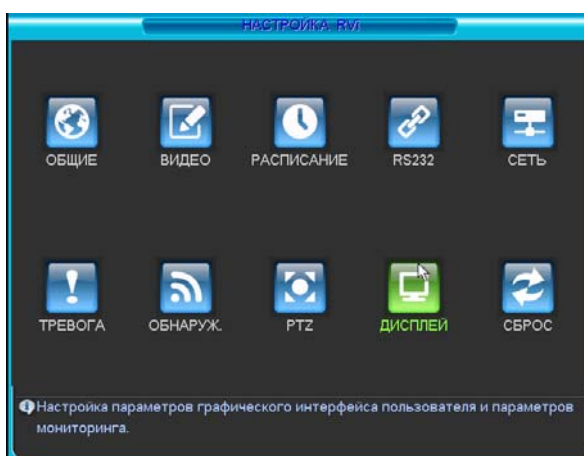 НАСТРОЙКА. RVi
ОБЩИЕ ВИДЕО РАСПИСАНИЕ RS232 СЕТЬ
ТРЕВОГА ОБНАРУЖ. PTZ ДИСПЛЕЙ СБРОС
Настройка параметров графического интерфейса пользователя и параметров
мониторинга.